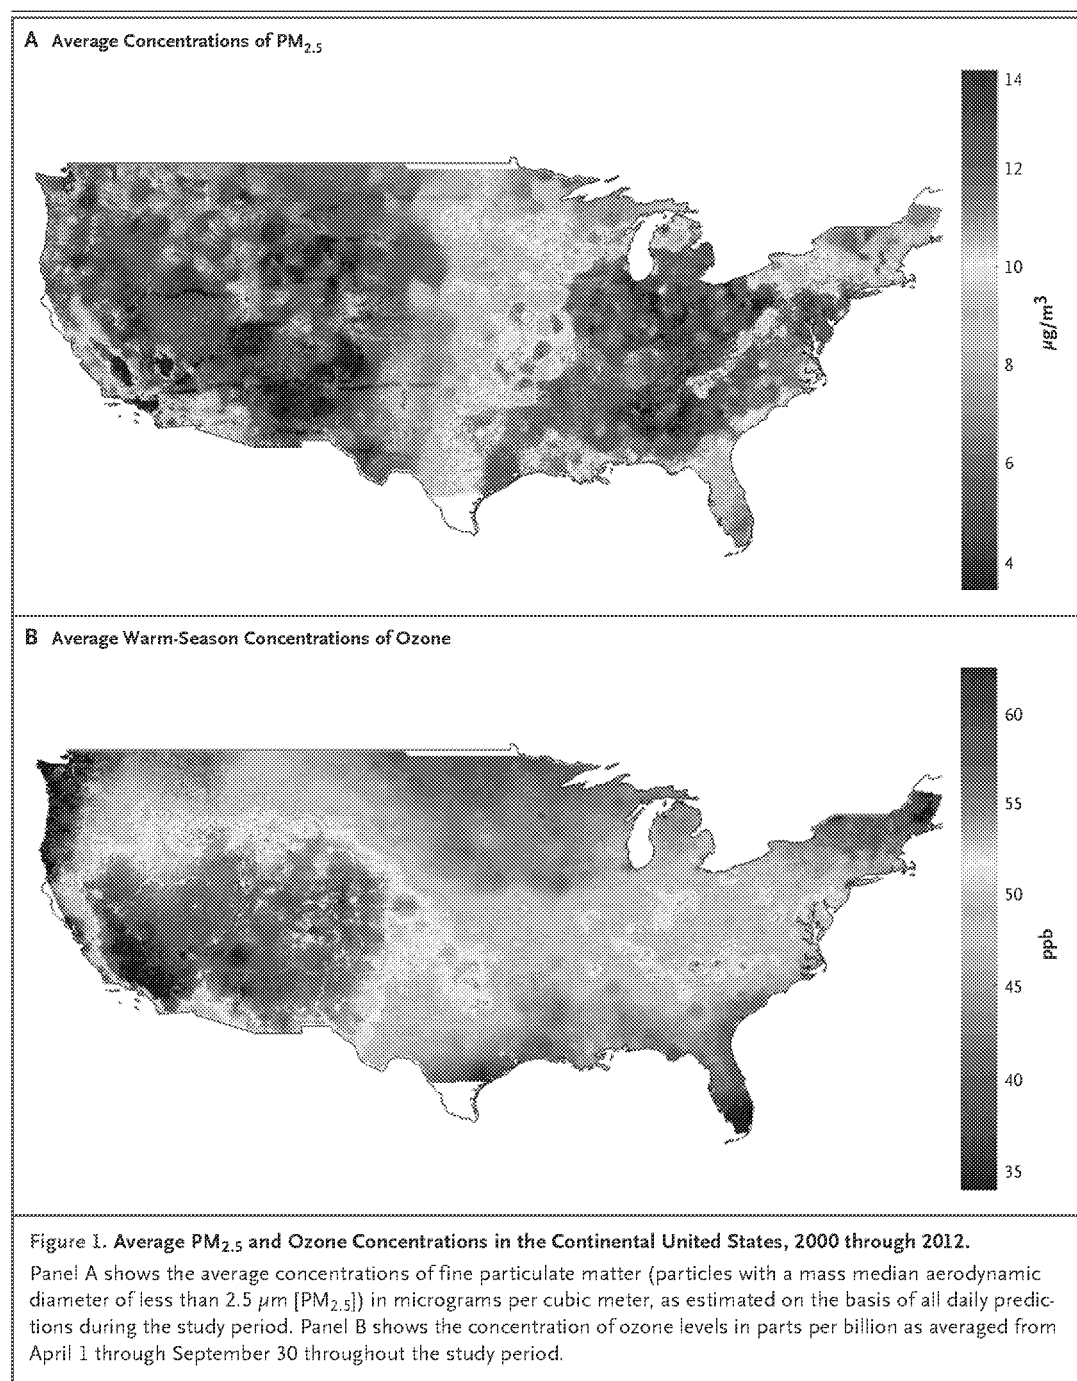 A Average Concentrations of PM2.5
14
12
10
8
6
4
µg/m3
B Average Warm-Season Concentrations of Ozone
60
55
50
45
40
35
ppb
Figure 1. Average PM2.5 and Ozone Concentrations in the Continental United States, 2000 through 2012.
Panel A shows the average concentrations of fine particulate matter (particles with a mass median aerodynamic
diameter of less than 2.5 µm [PM2.5]) in micrograms per cubic meter, as estimated on the basis of all daily predic-
tions during the study period. Panel B shows the concentration of ozone levels in parts per billion as averaged from
April 1 through September 30 throughout the study period.